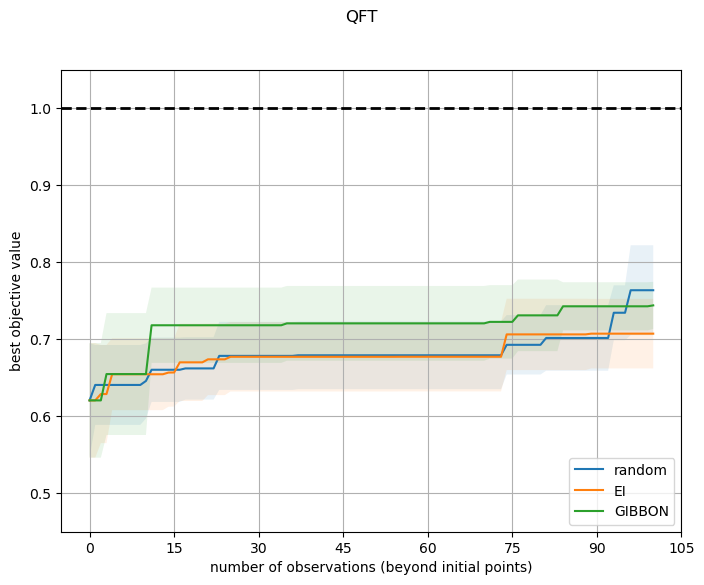 QFT
best objective value
1.0
0.9
0.8
0.7
0.6
0.5
random
EI
GIBBON
0 15 30 45 60 75 90 105
number of observations (beyond initial points)